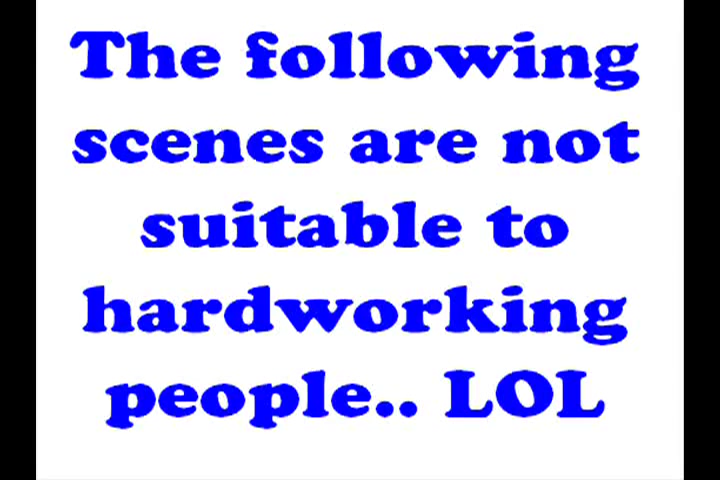 The following
scenes are not
suitable to
hardworking
people.. LOL